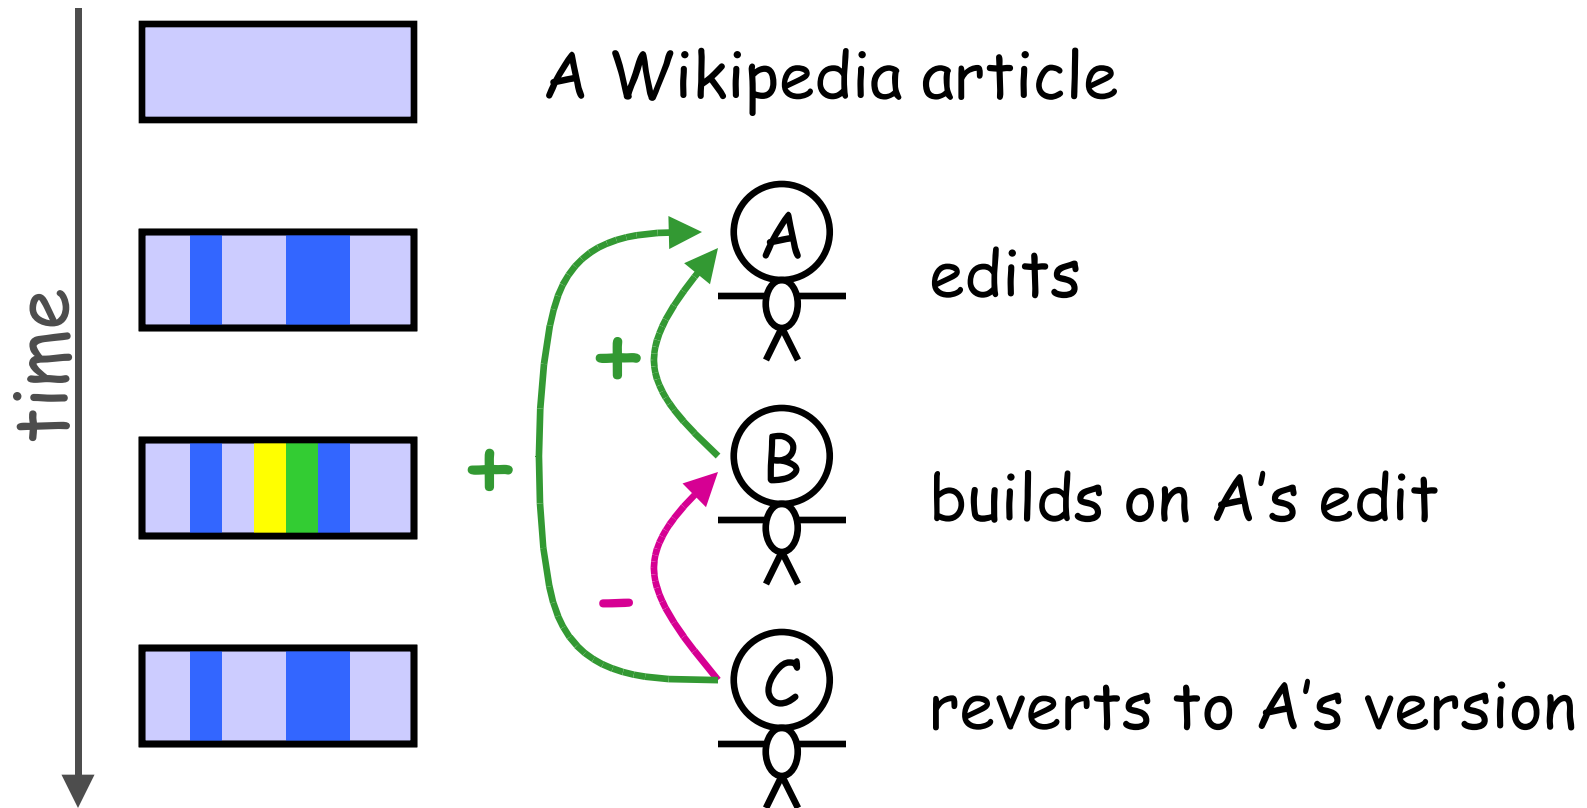 A Wikipedia article
time
A
edits
+
B
builds on A's edit
+
-
C
reverts to A's version